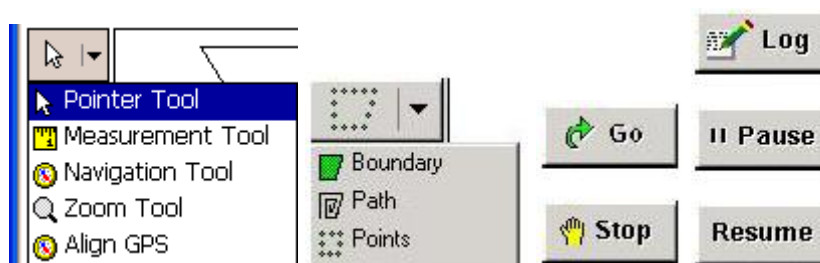 Pointer Tool
Measurement Tool
Navigation Tool
Zoom Tool
Align GPS
Boundary
Path
Points
Go
Stop
Log
Pause
Resume